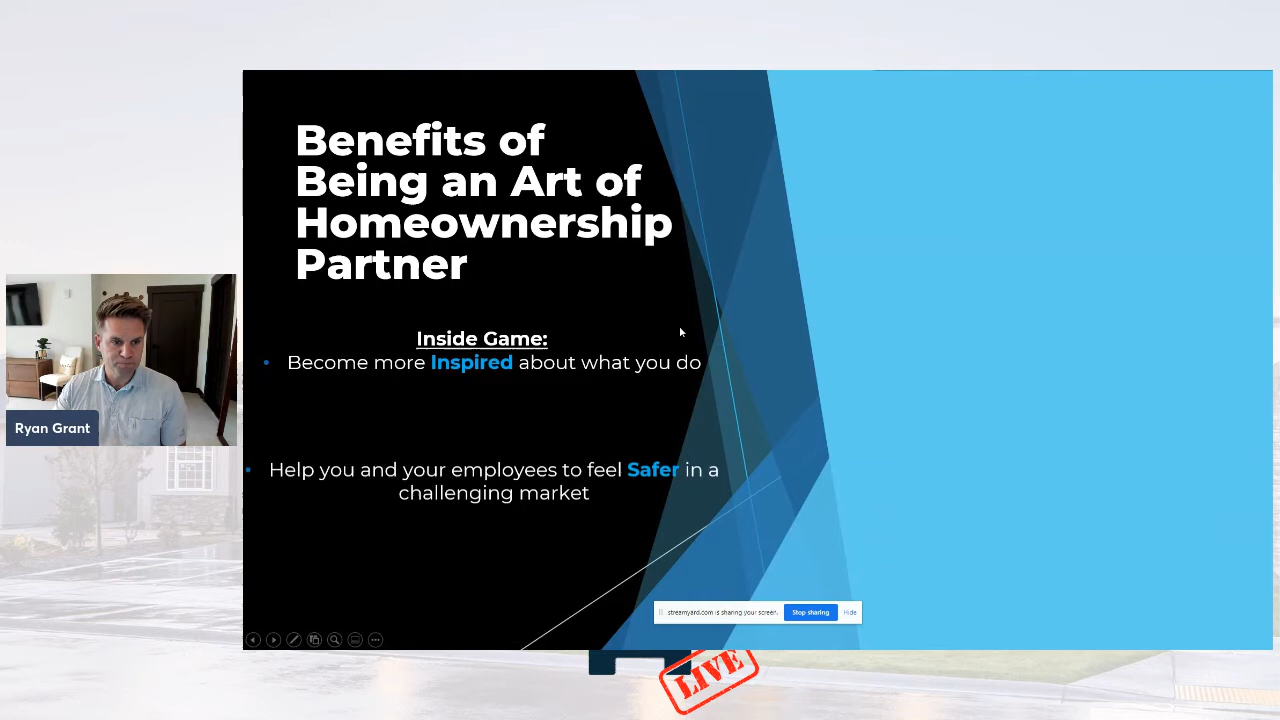 Benefits of
Being an Art of
Homeownership
Partner
Inside Game:
• Become more Inspired about what you do
• Help you and your employees to feel Safer in a
challenging market
Ryan Grant
streamyard.com is sharing your screen.
Stop sharing
Hide
LIVE